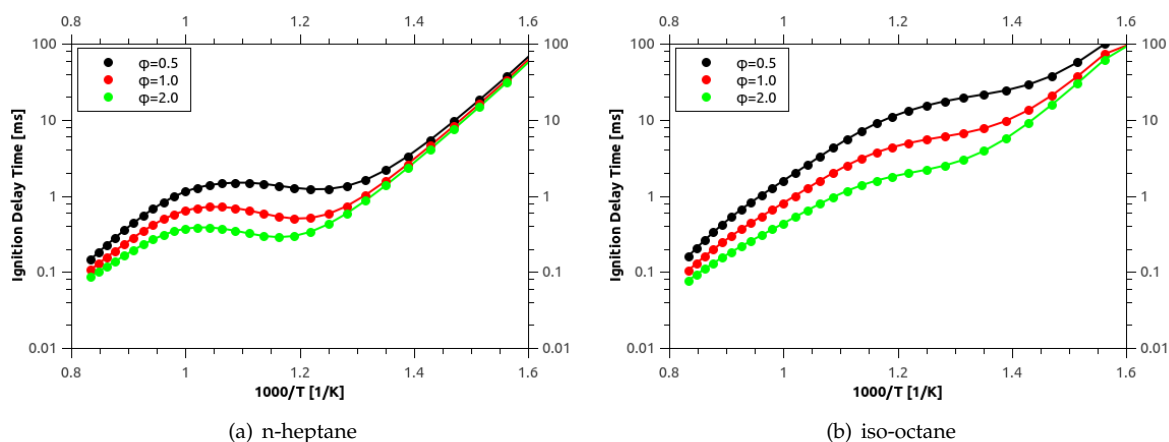 0.8 1 1.2 1.4 1.6
100 100
10 10
1 1
0.1 0.1
0.01 0.01
0.8 1 1.2 1.4 1.6
Ignition Delay Time [ms]
1000/T [1/K]
φ=0.5
φ=1.0
φ=2.0
(a) n-heptane
0.8 1 1.2 1.4 1.6
100 100
10 10
1 1
0.1 0.1
0.01 0.01
0.8 1 1.2 1.4 1.6
Ignition Delay Time [ms]
1000/T [1/K]
φ=0.5
φ=1.0
φ=2.0
(b) iso-octane